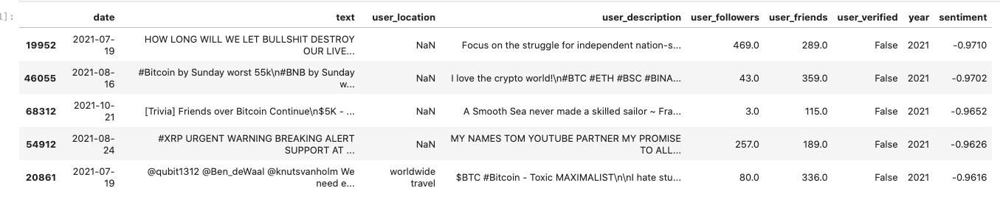 1]:
date text user_location user_description user_followers user_friends user_verified year sentiment
19952 2021-07-19 HOW LONG WILL WE LET BULLSHIT DESTROY OUR LIVE... NaN Focus on the struggle for independent nation-s... 469.0 289.0 False 2021 -0.9710
46055 2021-08-16 #Bitcoin by Sunday worst 55k\n#BNB by Sunday w... NaN I love the crypto world!\n#BTC #ETH #BSC #BINA... 43.0 359.0 False 2021 -0.9702
68312 2021-10-21 [Trivia] Friends over Bitcoin Continue\n$5K - ... NaN A Smooth Sea never made a skilled sailor ~ Fra... 3.0 115.0 False 2021 -0.9652
54912 2021-08-24 #XRP URGENT WARNING BREAKING ALERT SUPPORT AT ... NaN MY NAMES TOM YOUTUBE PARTNER MY PROMISE TO ALL... 257.0 189.0 False 2021 -0.9626
20861 2021-07-19 @qubit1312 @Ben_deWaal @knutsvanholm We need e... worldwide travel $BTC #Bitcoin - Toxic MAXIMALIST\n\nI hate stu... 80.0 336.0 False 2021 -0.9616